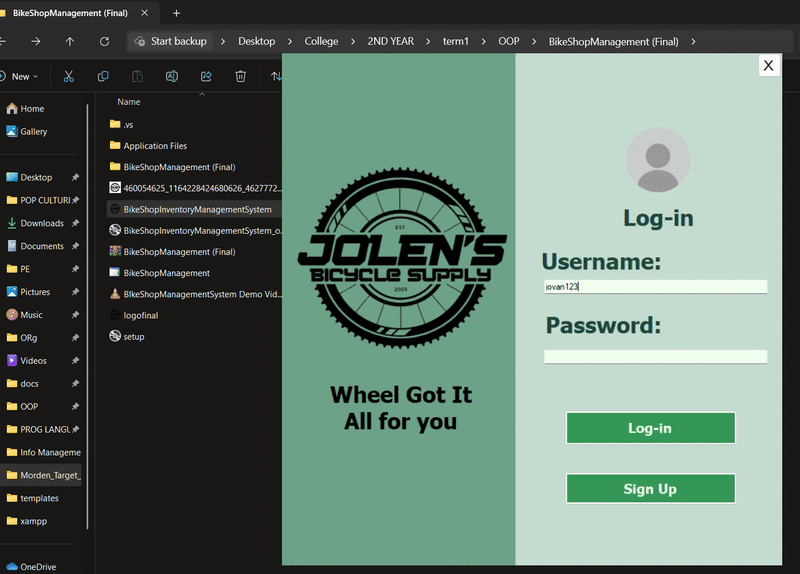 BikeShopManagement (Final)
Start backup > Desktop > College > 2ND YEAR > term1 > OOP > BikeShopManagement (Final) >
New
Home
Gallery
Desktop
POP CULTURI
Downloads
Documents
PE
Pictures
Music
ORg
Videos
docs
OOP
PROG LANGU
Info Manageme
Morden_Target_
templates
xampp
OneDrive
Name
.vs
Application Files
BikeShopManagement (Final)
460054625_1164228424680626_4627772...
BikeShopInventoryManagementSystem
BikeShopInventoryManagementSystem_o...
BikeShopManagement (Final)
BikeShopManagement
BIkeShopManagementSystem Demo Vid...
logofinal
setup
X
EST
JOLEN'S
BICYCLE SUPPLY
2005
Wheel Got It
All for you
Log-in
Username:
jovan123
Password:
Log-in
Sign Up